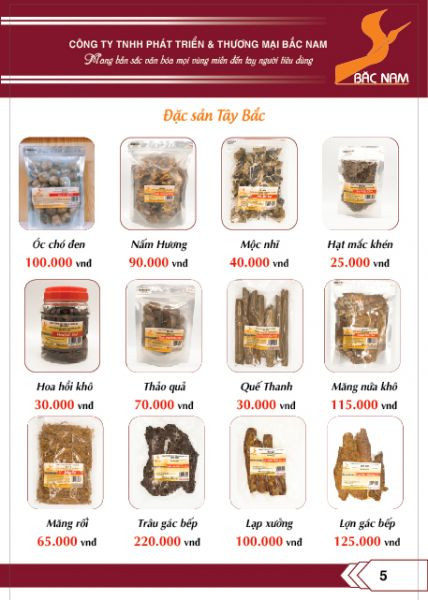 CÔNG TY TNHH PHÁT TRIỂN & THƯƠNG MẠI BẮC NAM
Mang bản sắc văn hóa mọi vùng miền đến tay người tiêu dùng
BẮC NAM
Đặc sản Tây Bắc
Óc chó đen
Nấm Hương
Mộc nhĩ
Hạt mắc khén
100.000 vnđ
90.000 vnđ
40.000 vnđ
25.000 vnđ
Hoa hồi khô
Thảo quả
Quế Thanh
Măng nứa khô
30.000 vnđ
70.000 vnđ
30.000 vnđ
115.000 vnđ
Măng rối
Trâu gác bếp
Lạp xưởng
Lợn gác bếp
65.000 vnđ
220.000 vnđ
100.000 vnđ
125.000 vnđ
5